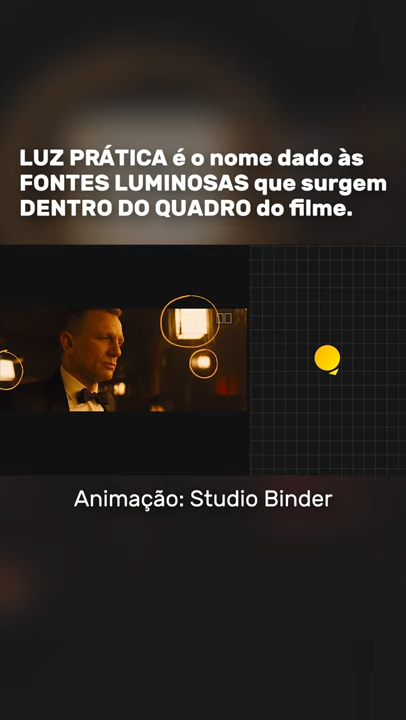 LUZ PRÁTICA é o nome dado às
FONTES LUMINOSAS que surgem
DENTRO DO QUADRO do filme.
Animação: Studio Binder